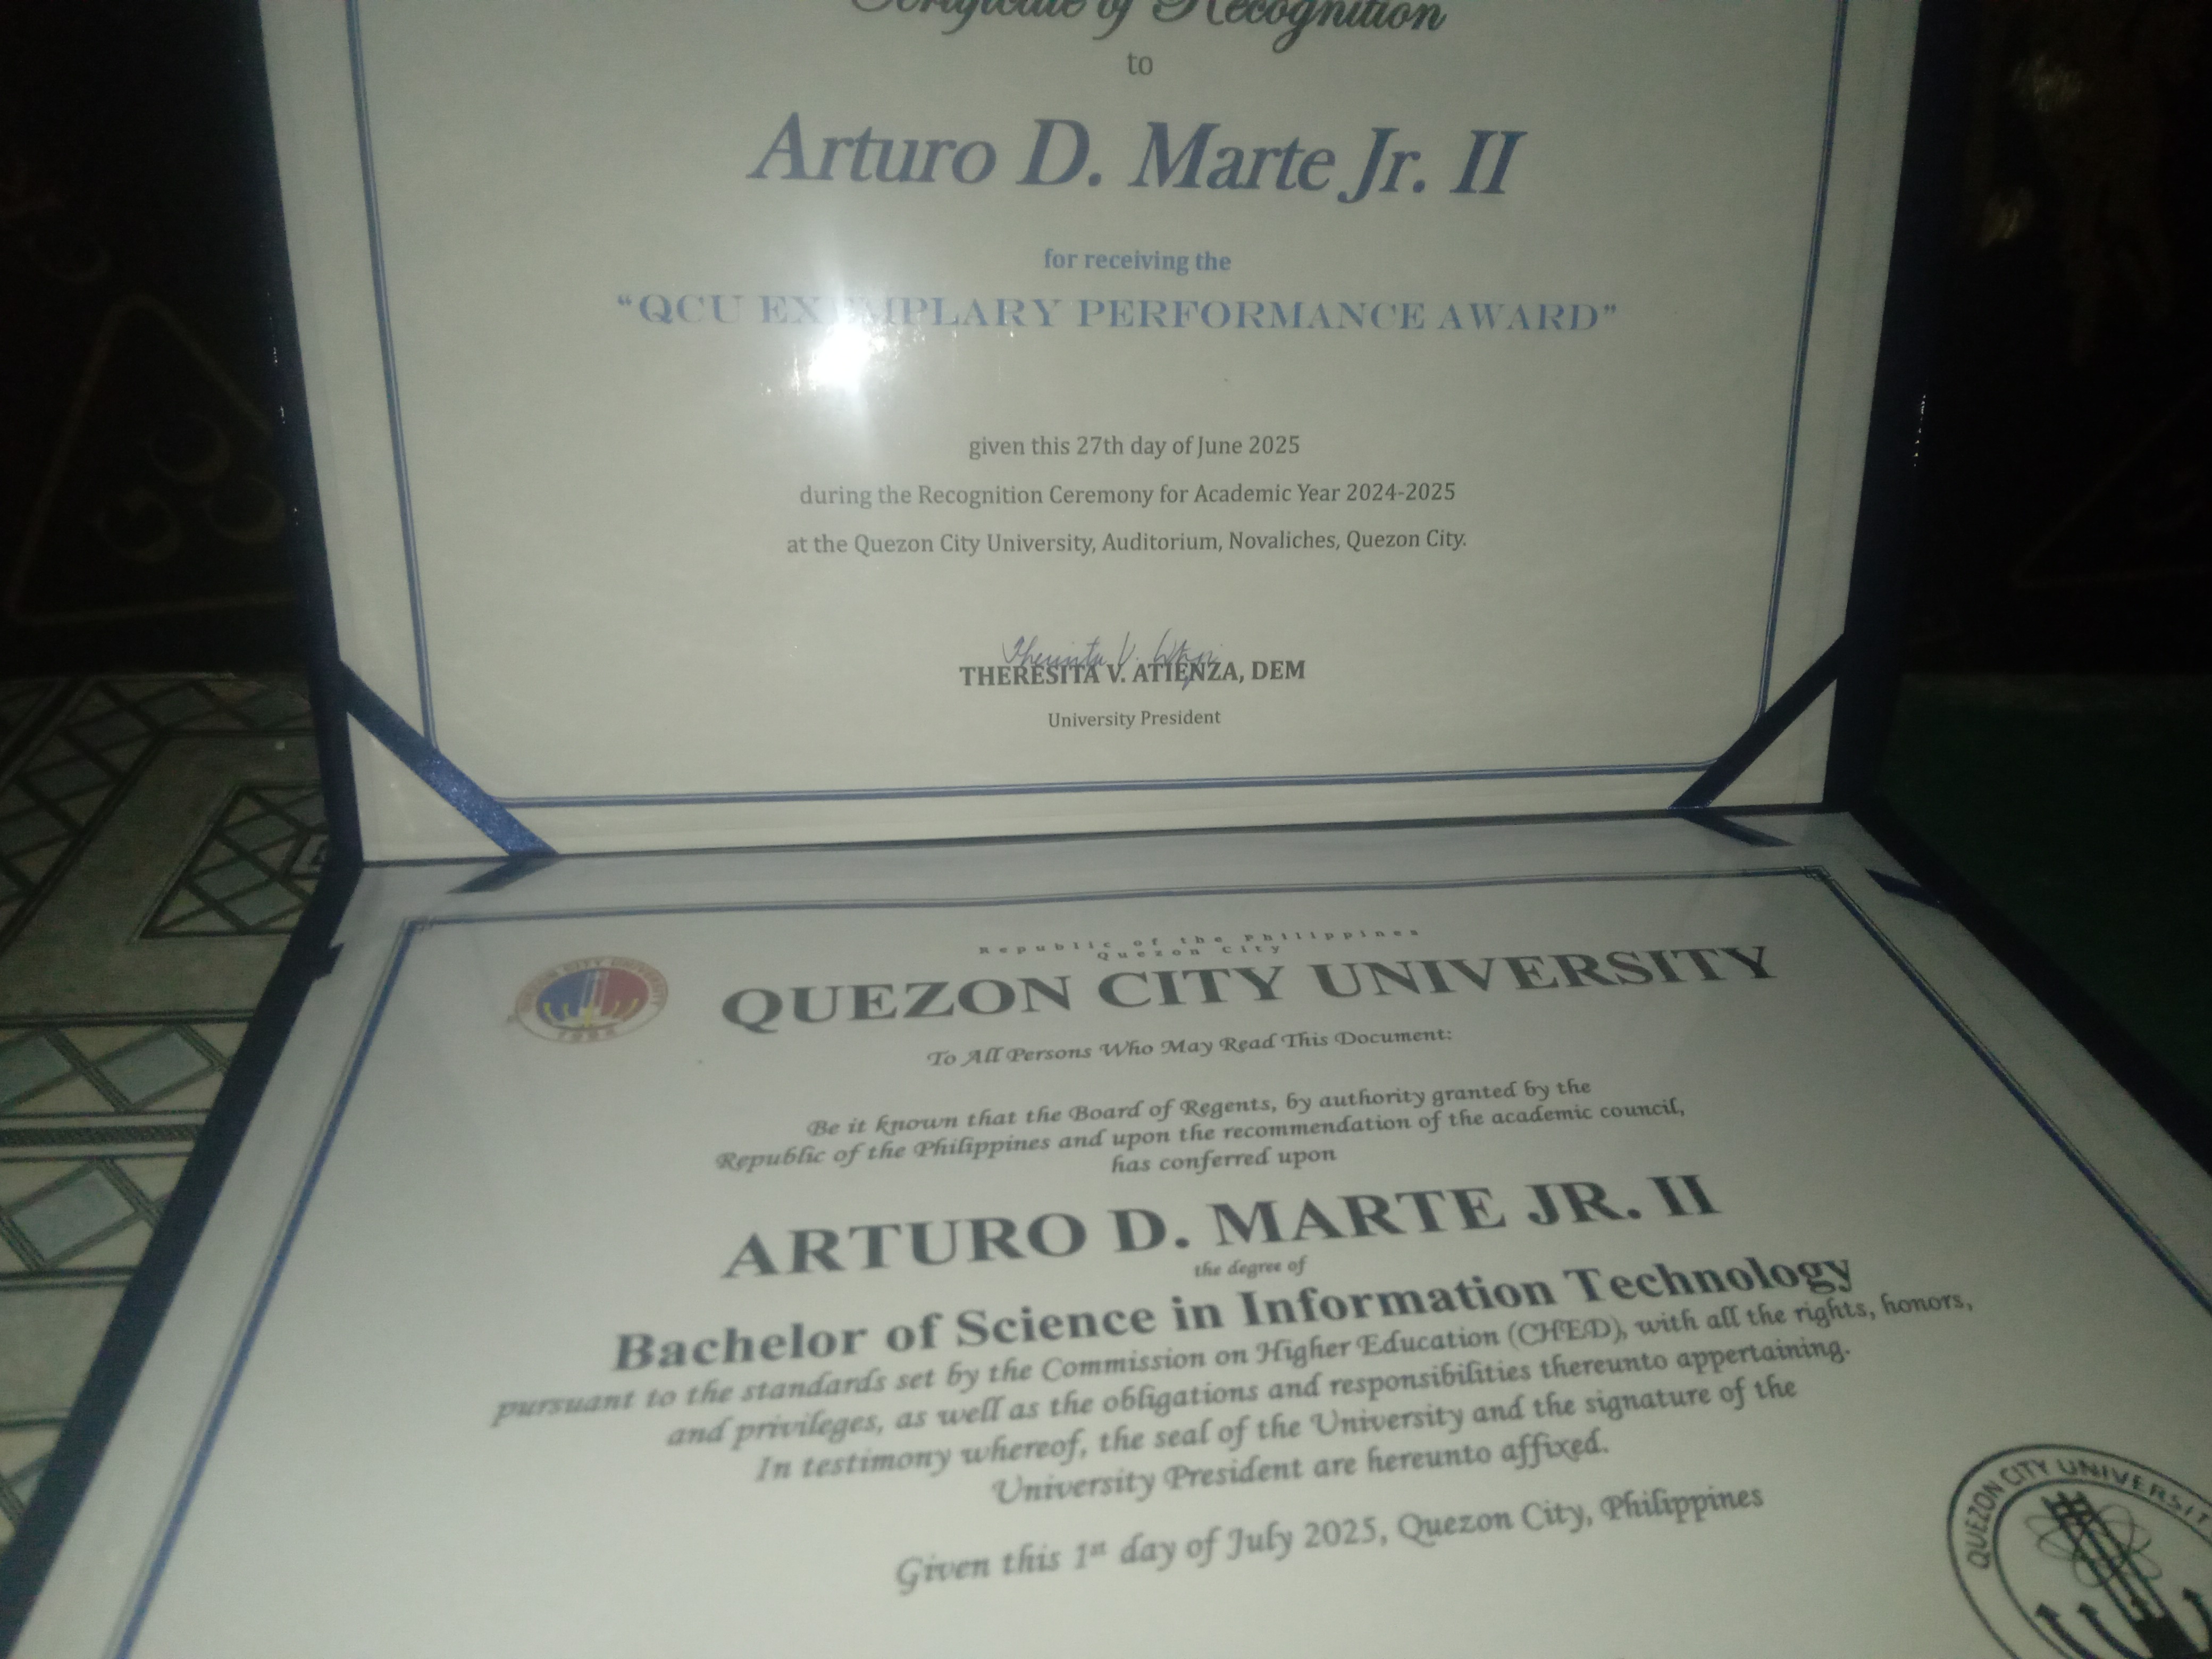 Certificate of Recognition
to
Arturo D. Marte Jr. II
for receiving the
“QCU EXEMPLARY PERFORMANCE AWARD”
given this 27th day of June 2025
during the Recognition Ceremony for Academic Year 2024-2025
at the Quezon City University, Auditorium, Novaliches, Quezon City.
THERESITA V. ATIENZA, DEM
University President
Republic of the Philippines
Quezon City
QUEZON CITY UNIVERSITY
QUEZON CITY UNIVERSITY
1994
To All Persons Who May Read This Document:
Be it known that the Board of Regents, by authority granted by the
Republic of the Philippines and upon the recommendation of the academic council,
has conferred upon
ARTURO D. MARTE JR. II
the degree of
Bachelor of Science in Information Technology
pursuant to the standards set by the Commission on Higher Education (CHED), with all the rights, honors,
and privileges, as well as the obligations and responsibilities thereunto appertaining.
In testimony whereof, the seal of the University and the signature of the
University President are hereunto affixed.
Given this 1st day of July 2025, Quezon City, Philippines
QUEZON CITY UNIVERSIT